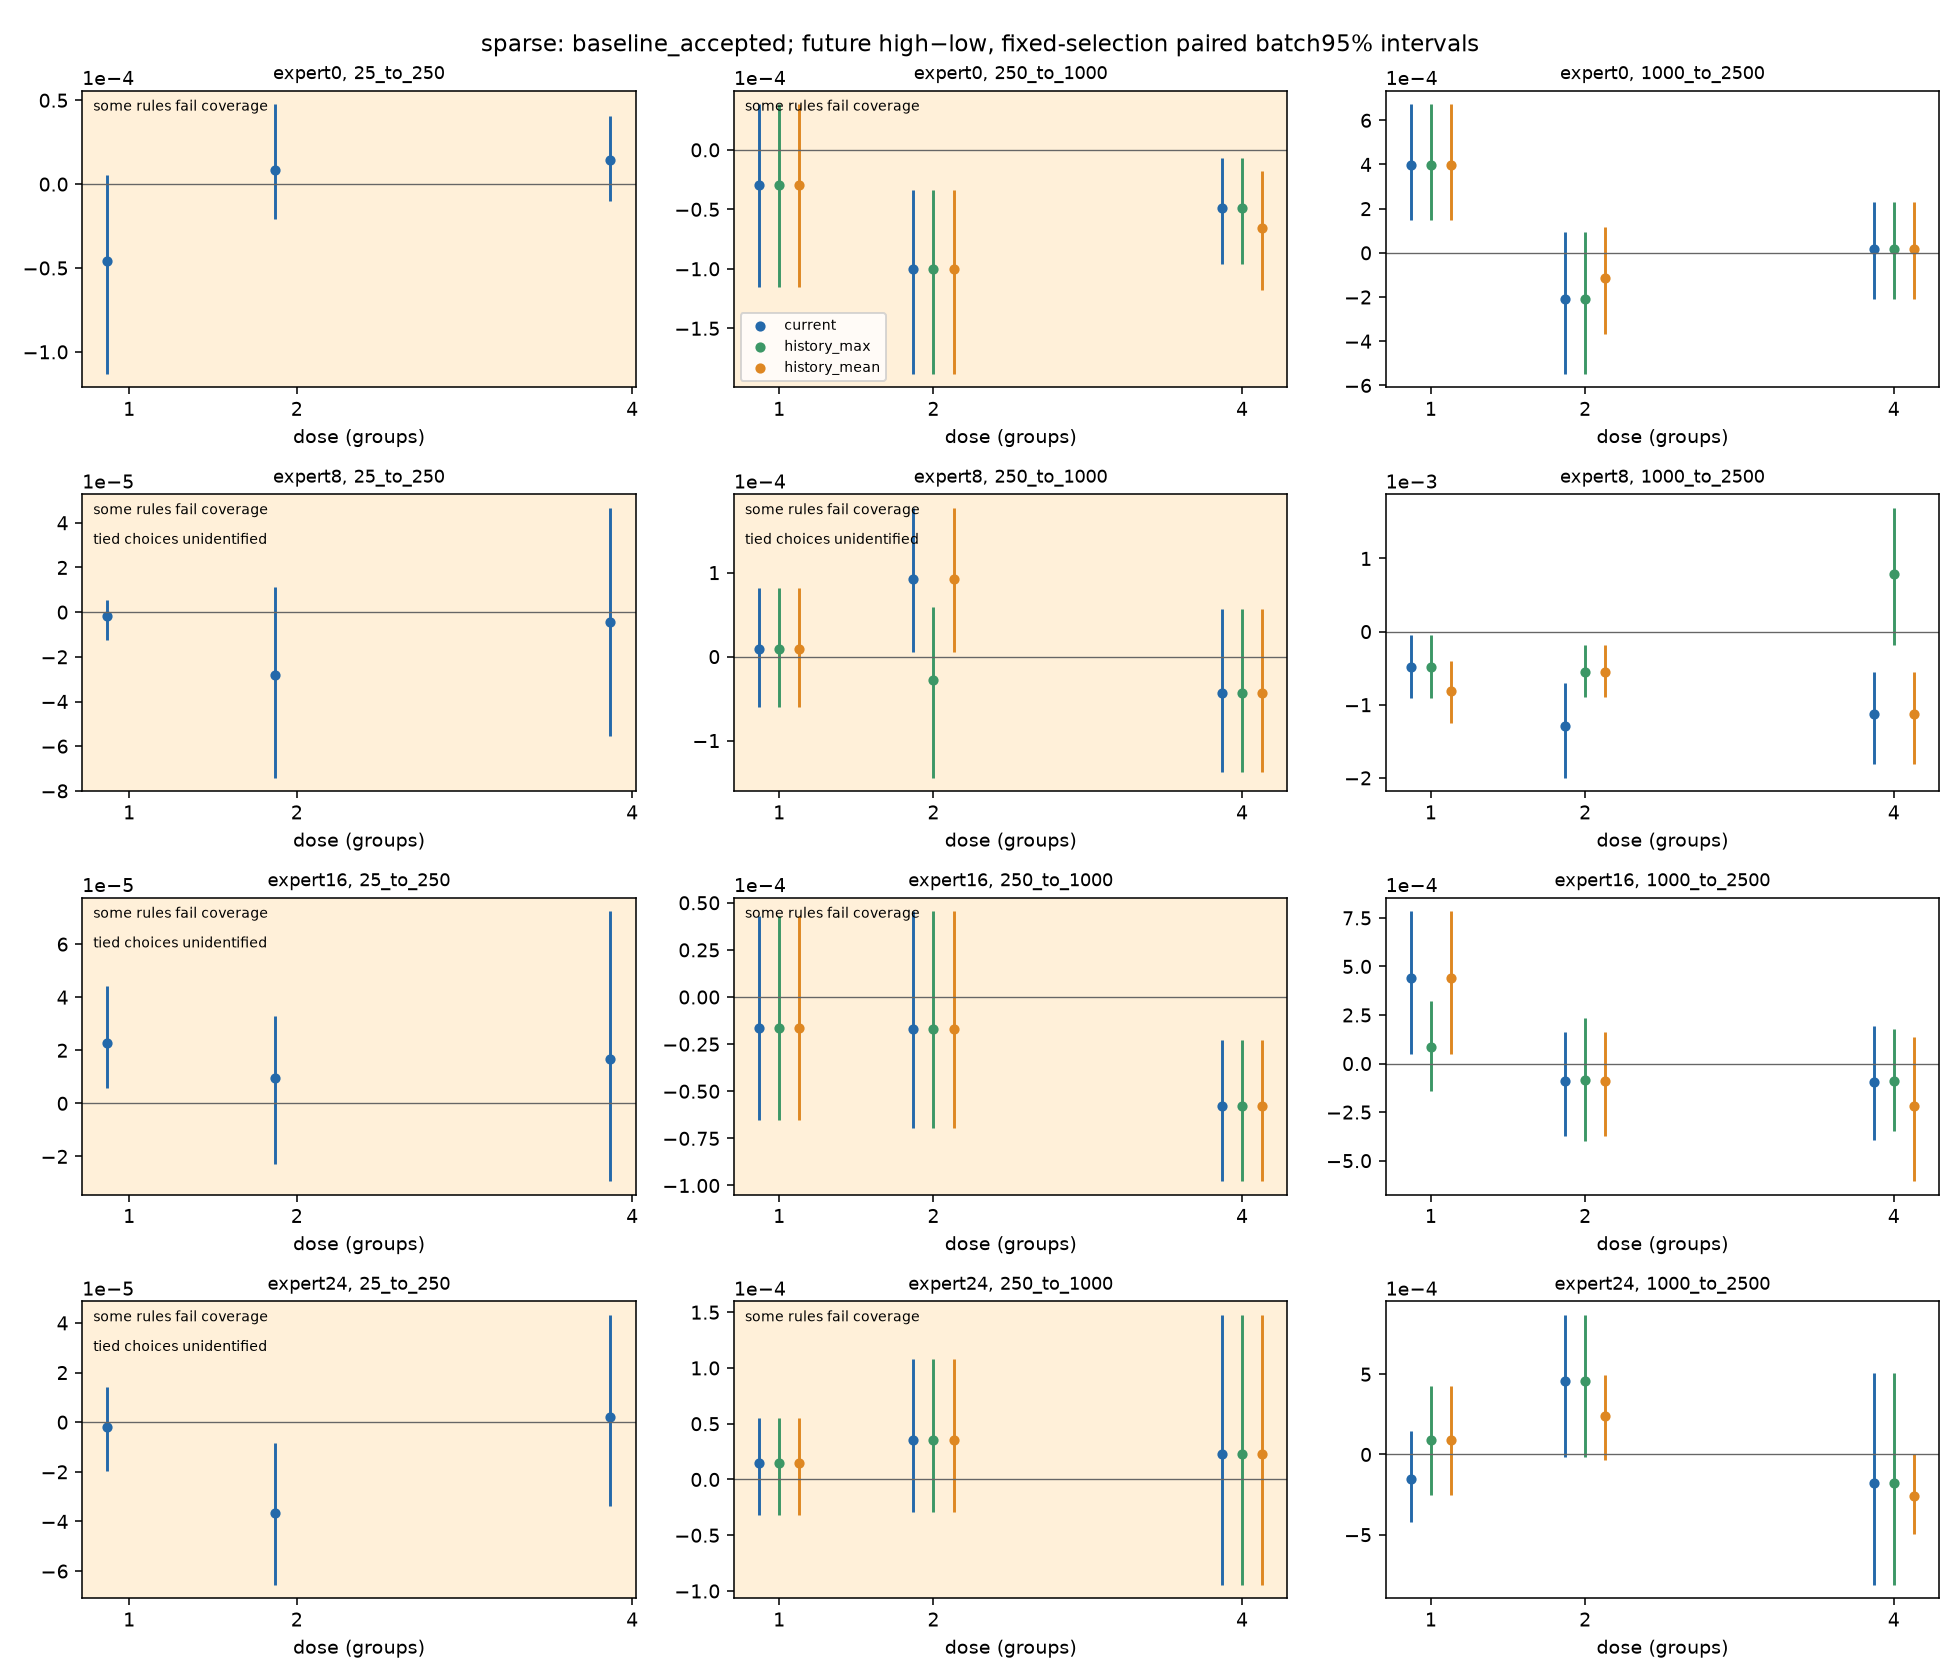 sparse: baseline_accepted; future high−low, fixed-selection paired batch95% intervals
expert0, 25_to_250
1e−4
some rules fail coverage
0.5
0.0
−0.5
−1.0
1 2 4
dose (groups)
expert0, 250_to_1000
1e−4
some rules fail coverage
0.0
−0.5
−1.0
−1.5
current
history_max
history_mean
1 2 4
dose (groups)
expert0, 1000_to_2500
1e−4
6
4
2
0
−2
−4
−6
1 2 4
dose (groups)
expert8, 25_to_250
1e−5
some rules fail coverage
tied choices unidentified
4
2
0
−2
−4
−6
−8
1 2 4
dose (groups)
expert8, 250_to_1000
1e−4
some rules fail coverage
tied choices unidentified
1
0
−1
1 2 4
dose (groups)
expert8, 1000_to_2500
1e−3
1
0
−1
−2
1 2 4
dose (groups)
expert16, 25_to_250
1e−5
some rules fail coverage
tied choices unidentified
6
4
2
0
−2
1 2 4
dose (groups)
expert16, 250_to_1000
1e−4
some rules fail coverage
0.50
0.25
0.00
−0.25
−0.50
−0.75
−1.00
1 2 4
dose (groups)
expert16, 1000_to_2500
1e−4
7.5
5.0
2.5
0.0
−2.5
−5.0
1 2 4
dose (groups)
expert24, 25_to_250
1e−5
some rules fail coverage
tied choices unidentified
4
2
0
−2
−4
−6
1 2 4
dose (groups)
expert24, 250_to_1000
1e−4
some rules fail coverage
1.5
1.0
0.5
0.0
−0.5
−1.0
1 2 4
dose (groups)
expert24, 1000_to_2500
1e−4
5
0
−5
1 2 4
dose (groups)